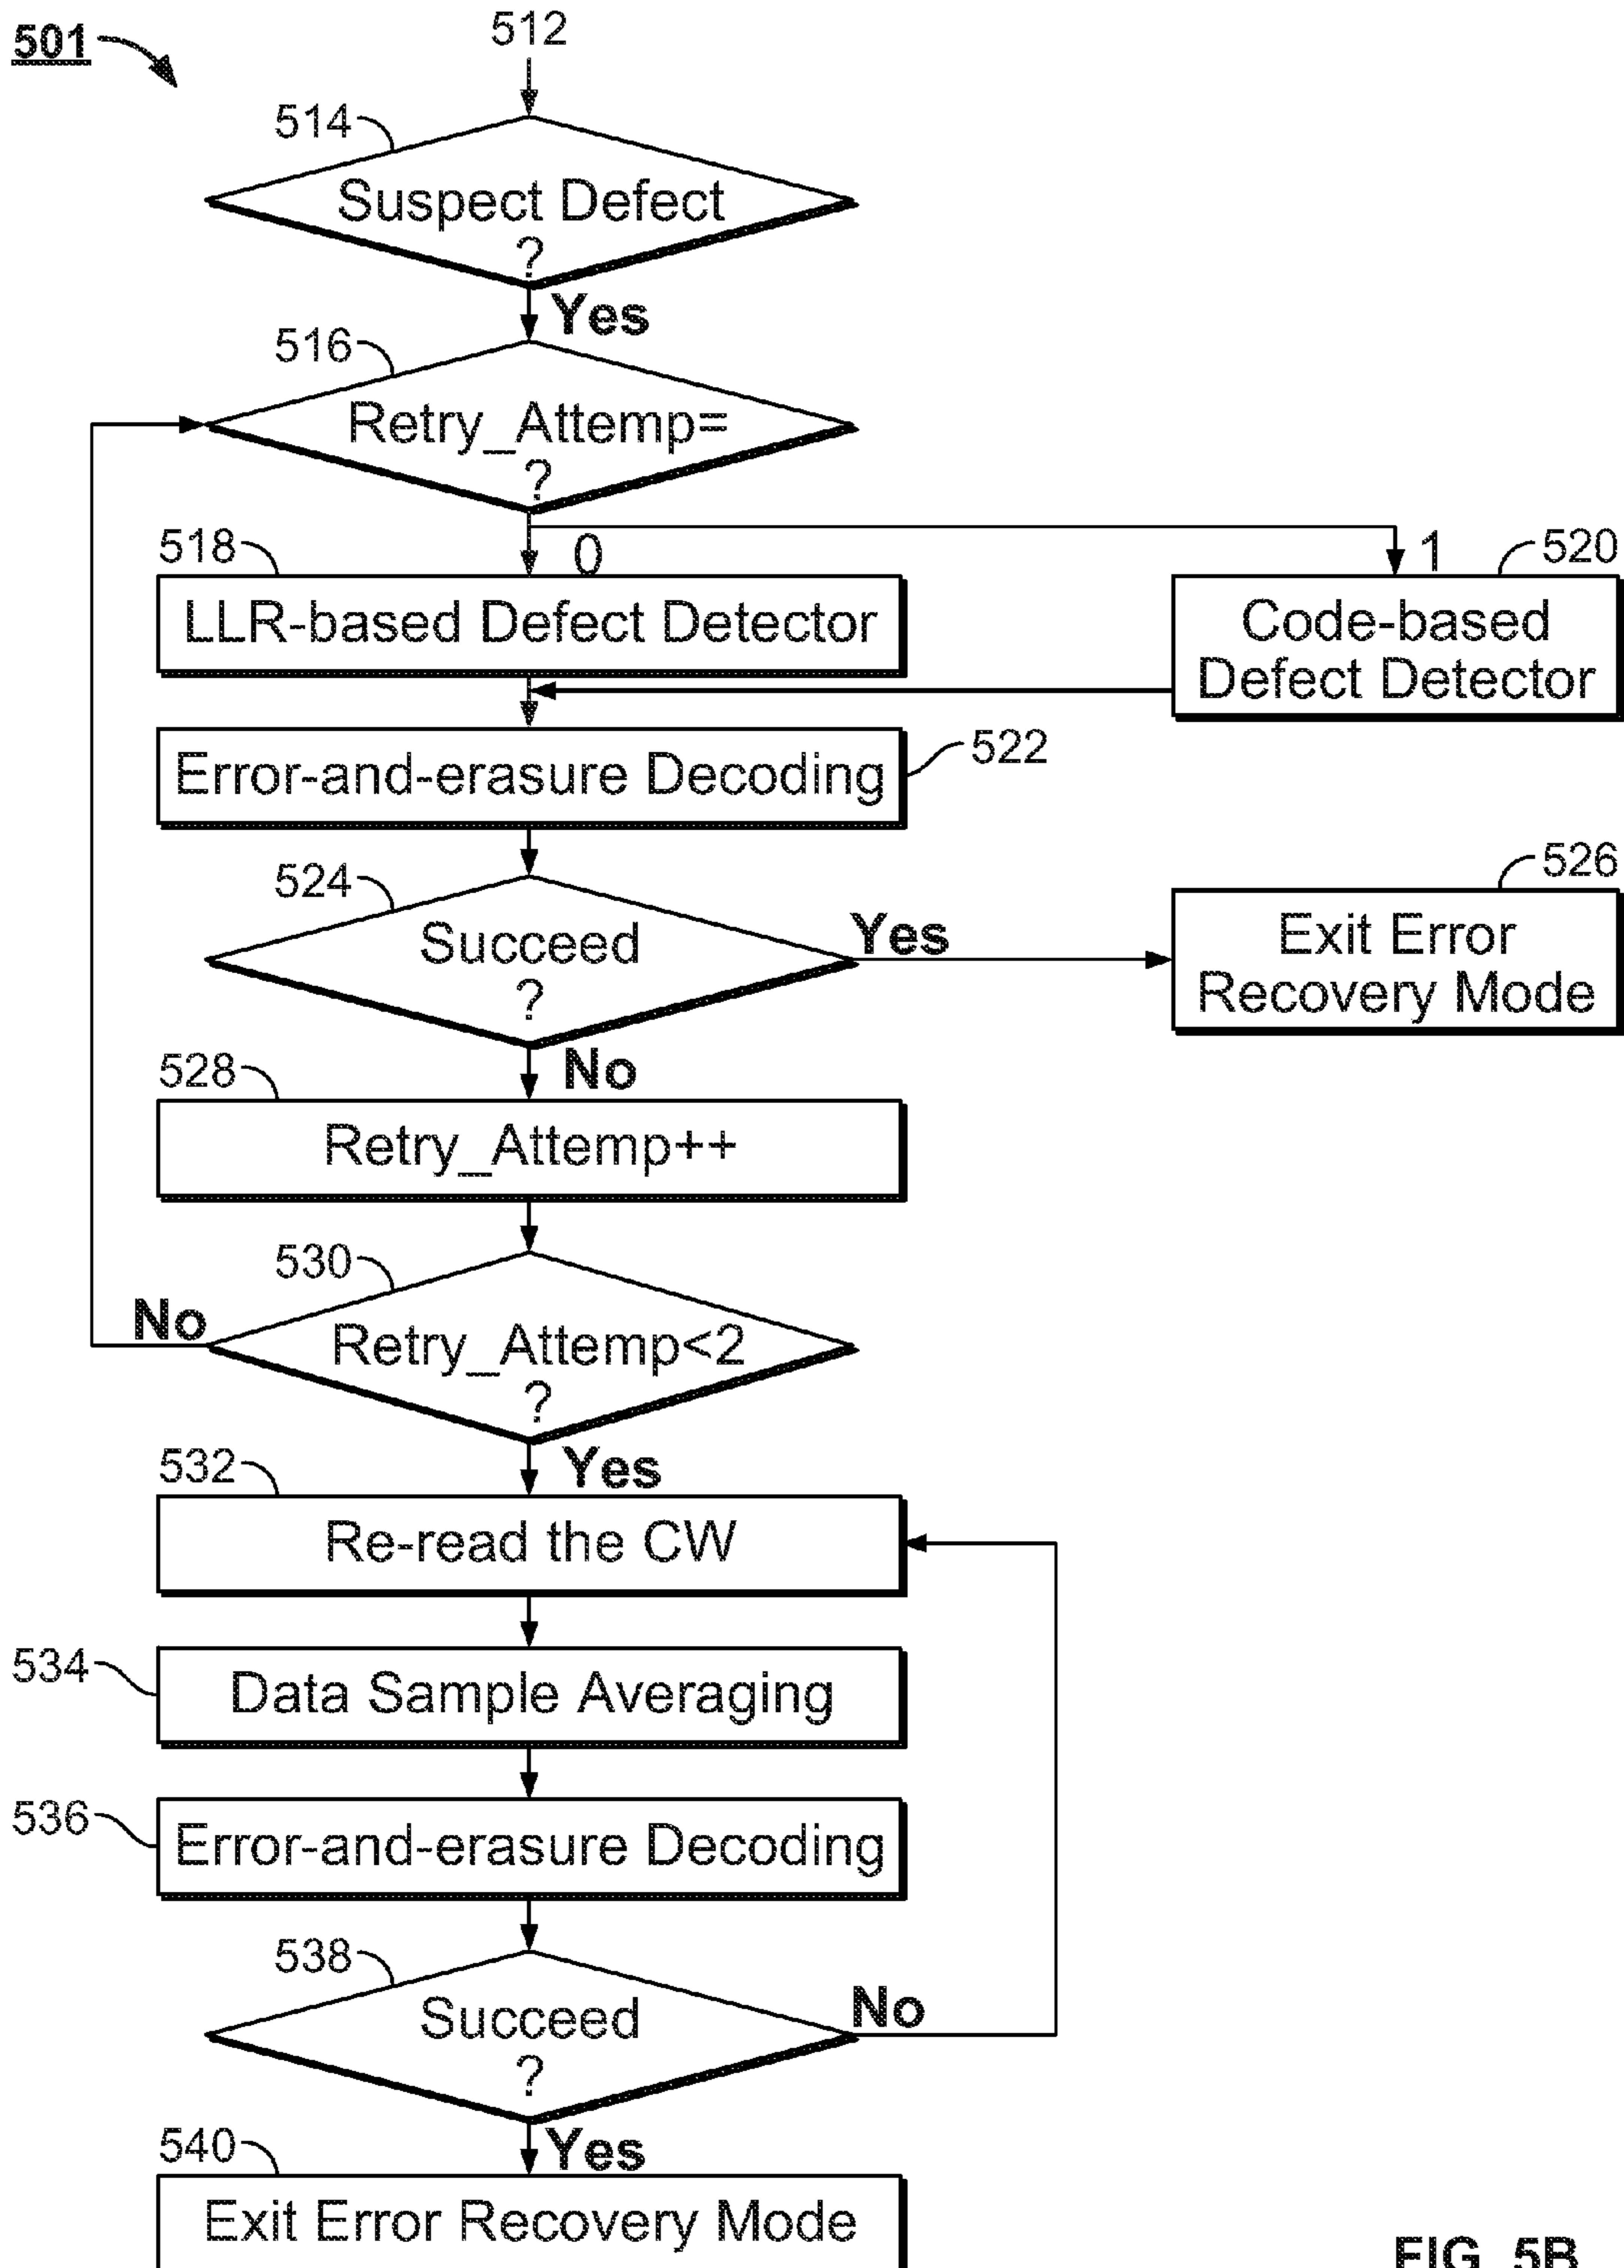 501
512
514
Suspect Defect
?
Yes
516
Retry_Attemp=
?
518
0
1
520
LLR-based Defect Detector
Code-based
Defect Detector
Error-and-erasure Decoding
522
524
Succeed
?
Yes
526
Exit Error
Recovery Mode
No
528
Retry_Attemp++
530
No
Retry_Attemp<2
?
Yes
532
Re-read the CW
534
Data Sample Averaging
536
Error-and-erasure Decoding
538
Succeed
?
No
Yes
540
Exit Error Recovery Mode
FIG. 5B